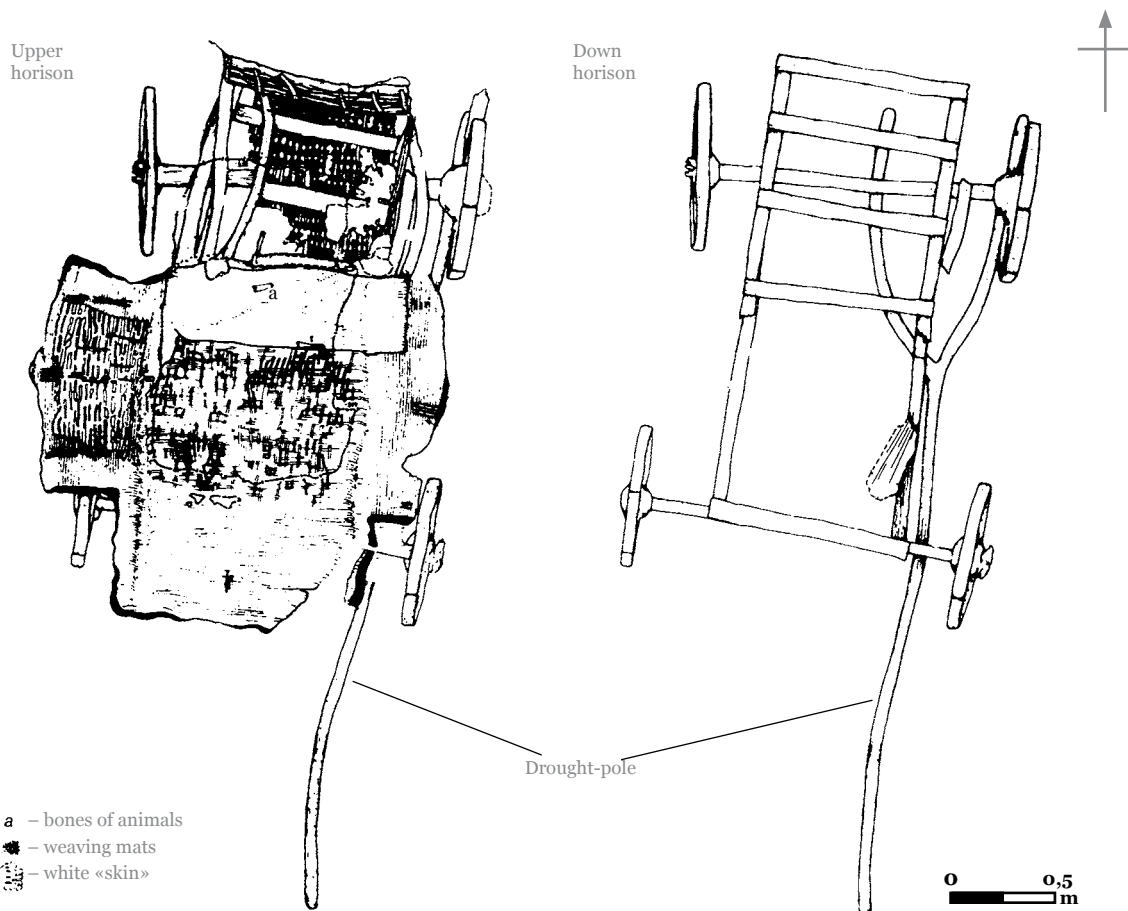 Upper
horison
Down
horison
a
Drought-pole
a – bones of animals
– weaving mats
– white «skin»
0 0,5
m